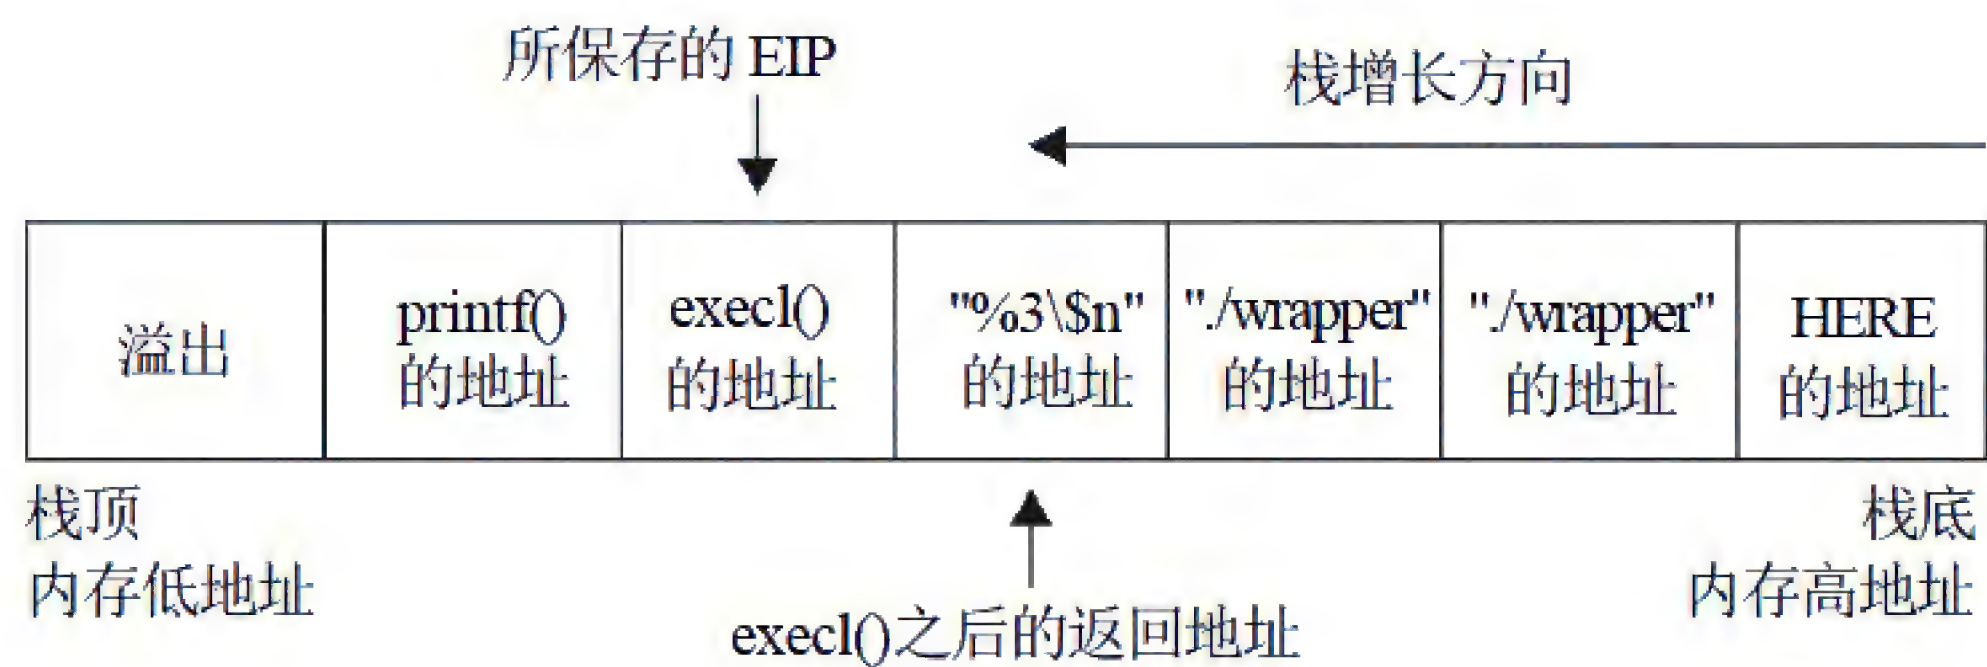 所保存的 EIP
栈增长方向
溢出
printf()
的地址
execl()
的地址
"%3\$n"
的地址
"./wrapper"
的地址
"./wrapper"
的地址
HERE
的地址
栈顶
内存低地址
栈底
内存高地址
execl()之后的返回地址